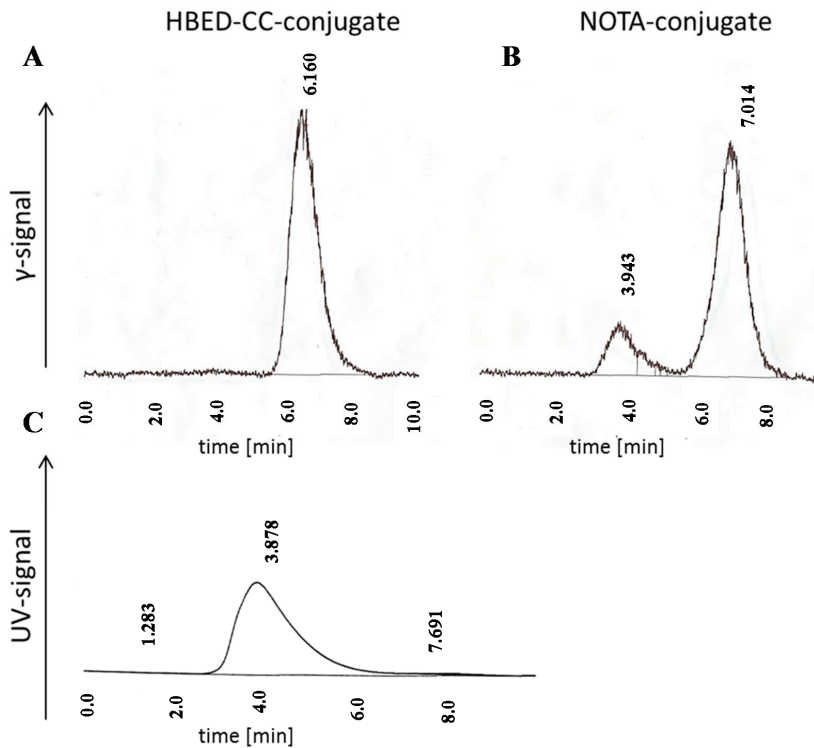 HBED-CC-conjugate
NOTA-conjugate
A
B
γ-signal
6.160
3.943
7.014
0.0 2.0 4.0 6.0 8.0 10.0
time [min]
0.0 2.0 4.0 6.0 8.0
time [min]
C
UV-signal
1.283
3.878
7.691
0.0 2.0 4.0 6.0 8.0
time [min]